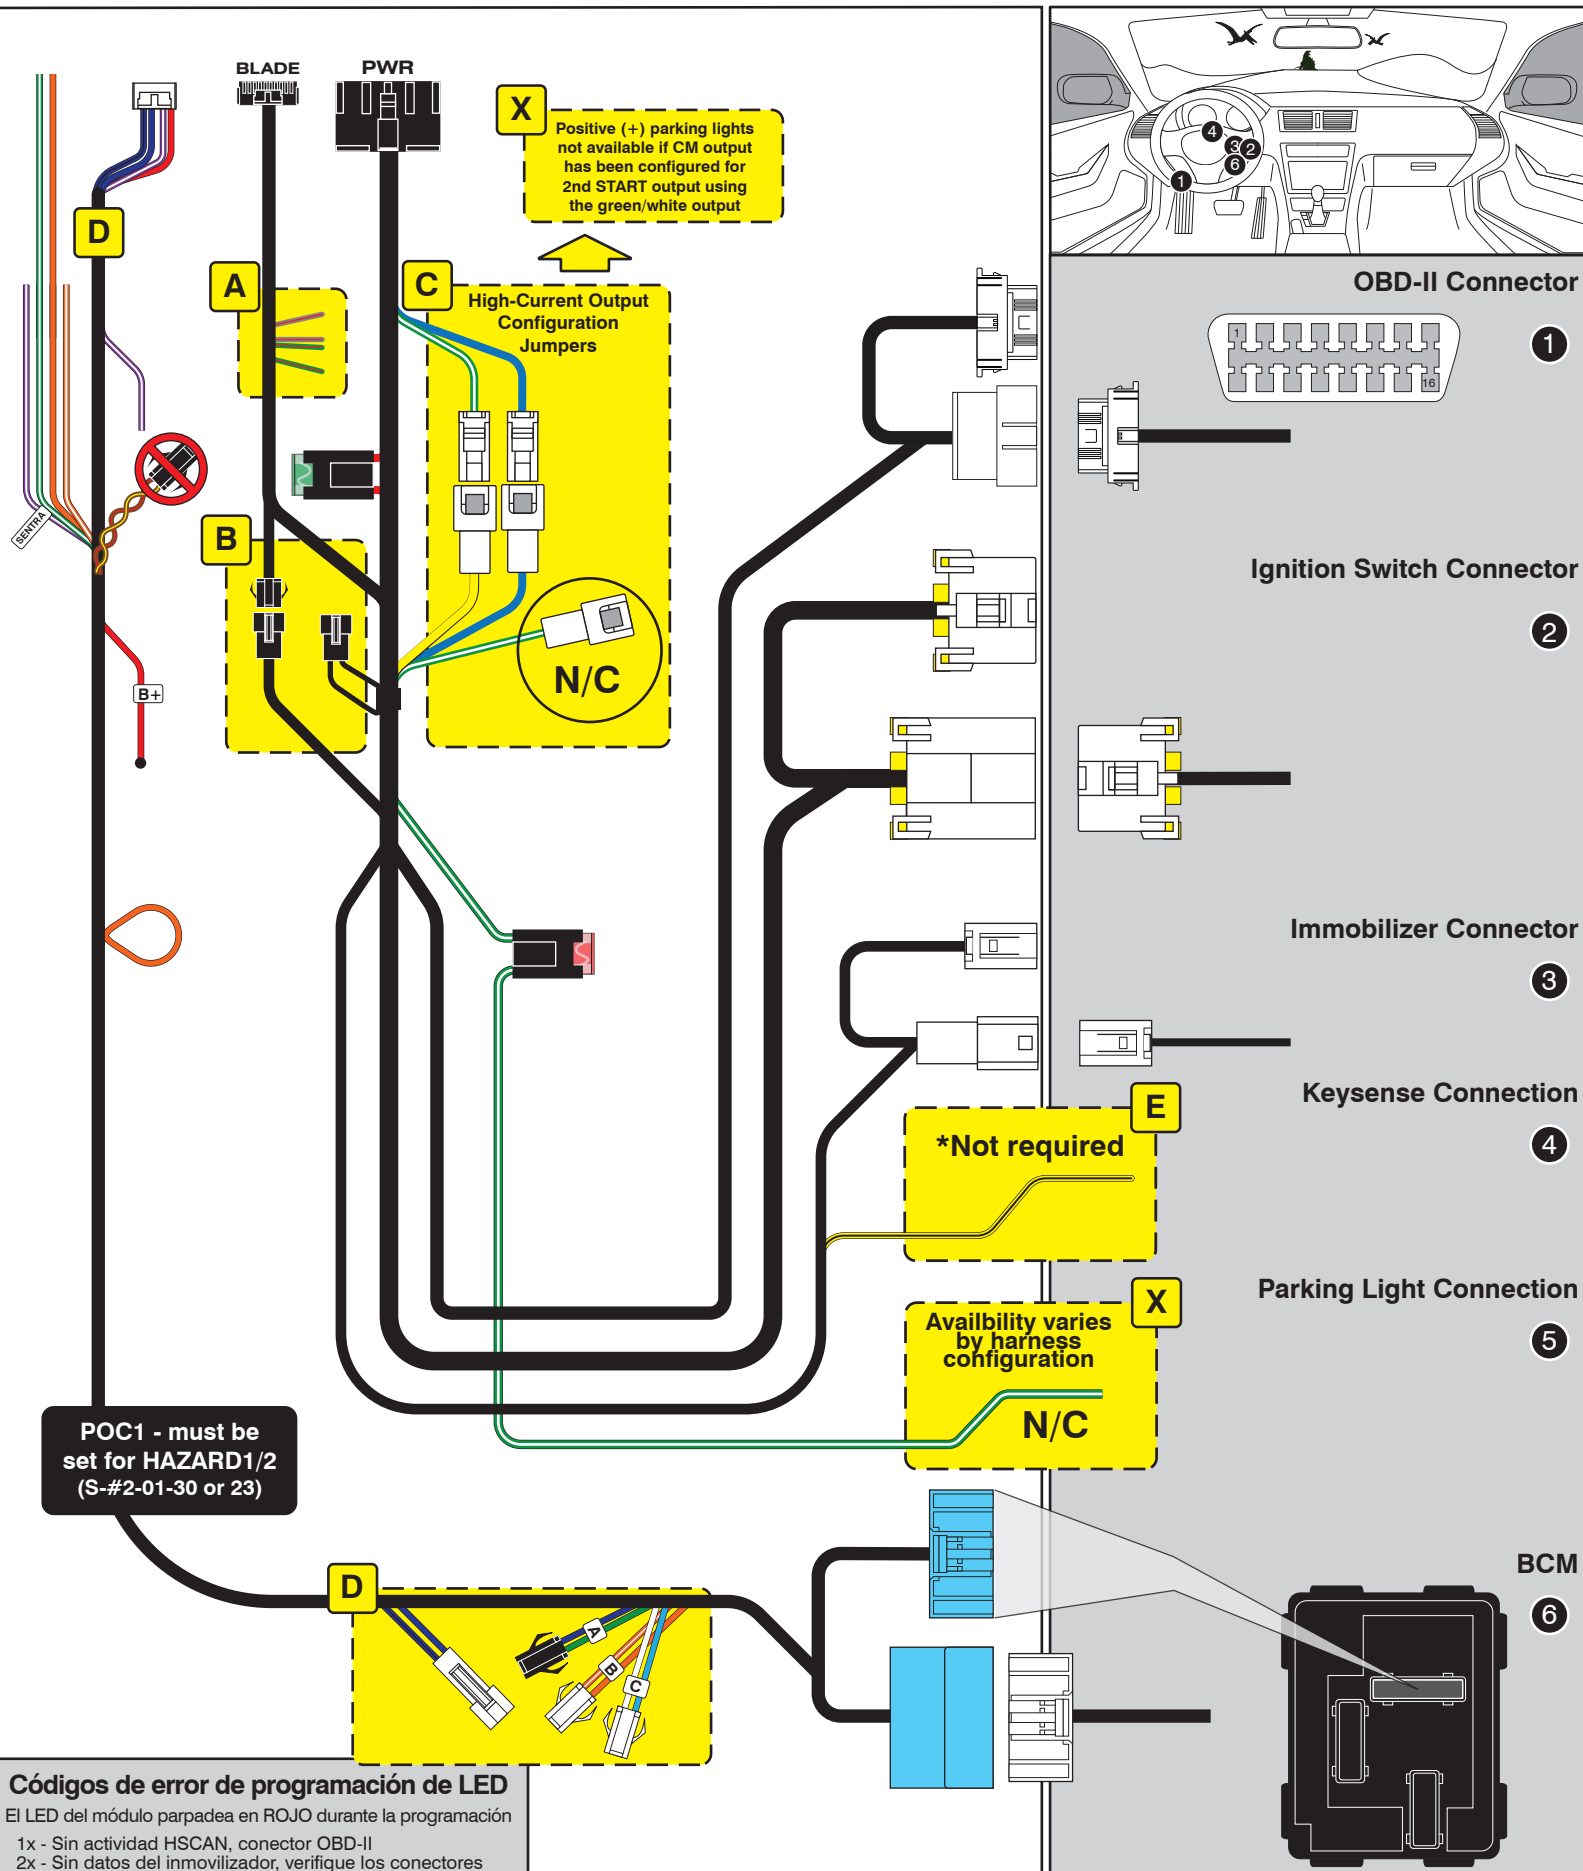 BLADE
PWR
X
Positive (+) parking lights
not available if CM output
has been configured for
2nd START output using
the green/white output
4
3
2
6
1
D
A
C
High-Current Output
Configuration
Jumpers
OBD-II Connector
1
1
16
SENTRA
B
Ignition Switch Connector
2
N/C
B+
Immobilizer Connector
3
Keysense Connection
4
E
*Not required
Parking Light Connection
5
X
Availbility varies
by harness
configuration
N/C
POC1 - must be
set for HAZARD1/2
(S-#2-01-30 or 23)
BCM
6
D
A
B
C
Códigos de error de programación de LED
El LED del módulo parpadea en ROJO durante la programación
1x - Sin actividad HSCAN, conector OBD-II
2x - Sin datos del inmovilizador, verifique los conectores